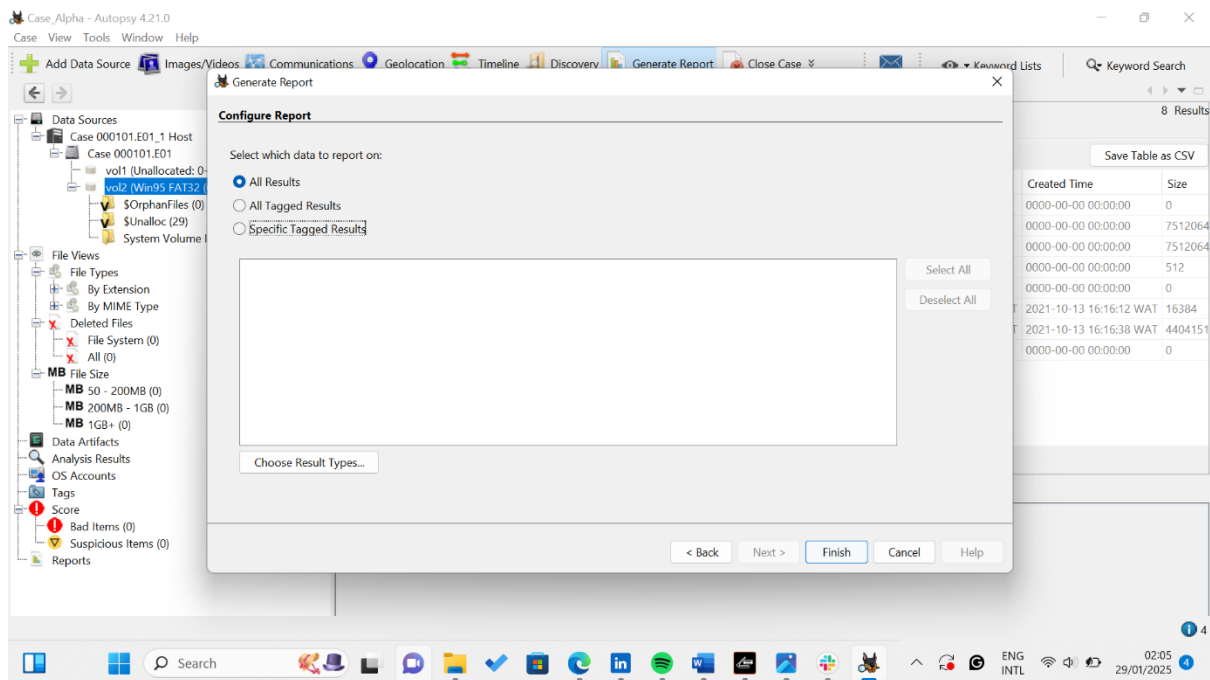 Case_Alpha - Autopsy 4.21.0
Case View Tools Window Help
Add Data Source Images/Videos Communications Geolocation Timeline Discovery Generate Report Close Case Keyword Lists Keyword Search
Generate Report
8 Results
Configure Report
Save Table as CSV
Select which data to report on:
All Results
All Tagged Results
Specific Tagged Results
Select All
Deselect All
Choose Result Types...
< Back Next > Finish Cancel Help
Data Sources
Case 000101.E01_1 Host
Case 000101.E01
vol1 (Unallocated: 0-
vol2 (Win95 FAT32 (
$OrphanFiles (0)
$Unalloc (29)
System Volume I
File Views
File Types
By Extension
By MIME Type
Deleted Files
File System (0)
All (0)
MB File Size
MB 50 - 200MB (0)
MB 200MB - 1GB (0)
MB 1GB+ (0)
Data Artifacts
Analysis Results
OS Accounts
Tags
Score
Bad Items (0)
Suspicious Items (0)
Reports
Created Time Size
0000-00-00 00:00:00 0
0000-00-00 00:00:00 7512064
0000-00-00 00:00:00 7512064
0000-00-00 00:00:00 512
0000-00-00 00:00:00 0
T 2021-10-13 16:16:12 WAT 16384
T 2021-10-13 16:16:38 WAT 4404151
0000-00-00 00:00:00 0
4
Search
ENG
INTL
02:05
29/01/2025
4